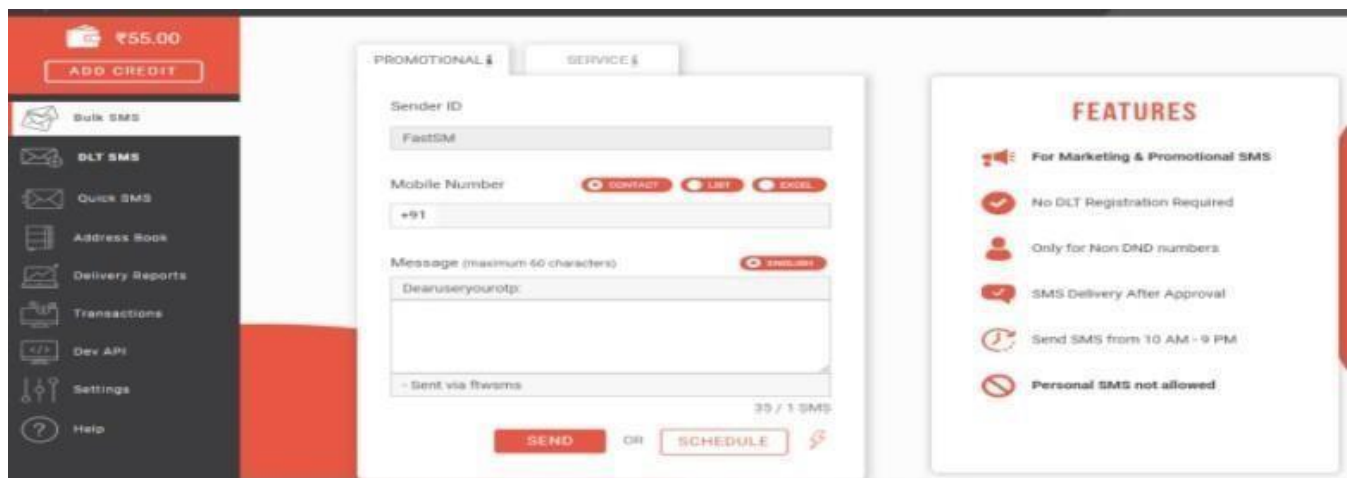 ₹55.00
ADD CREDIT
Bulk SMS
DLT SMS
Quick SMS
Address Book
Delivery Reports
Transactions
Dev API
Settings
Help
PROMOTIONAL
SERVICE
Sender ID
FastSM
Mobile Number
CONTACT
LIST
EXCEL
+91
Message (maximum 60 characters)
ENGLISH
Dearuseryourotp:
- Sent via ftwsms
35 / 1 SMS
SEND
OR
SCHEDULE
FEATURES
For Marketing & Promotional SMS
No DLT Registration Required
Only for Non DND numbers
SMS Delivery After Approval
Send SMS from 10 AM - 9 PM
Personal SMS not allowed